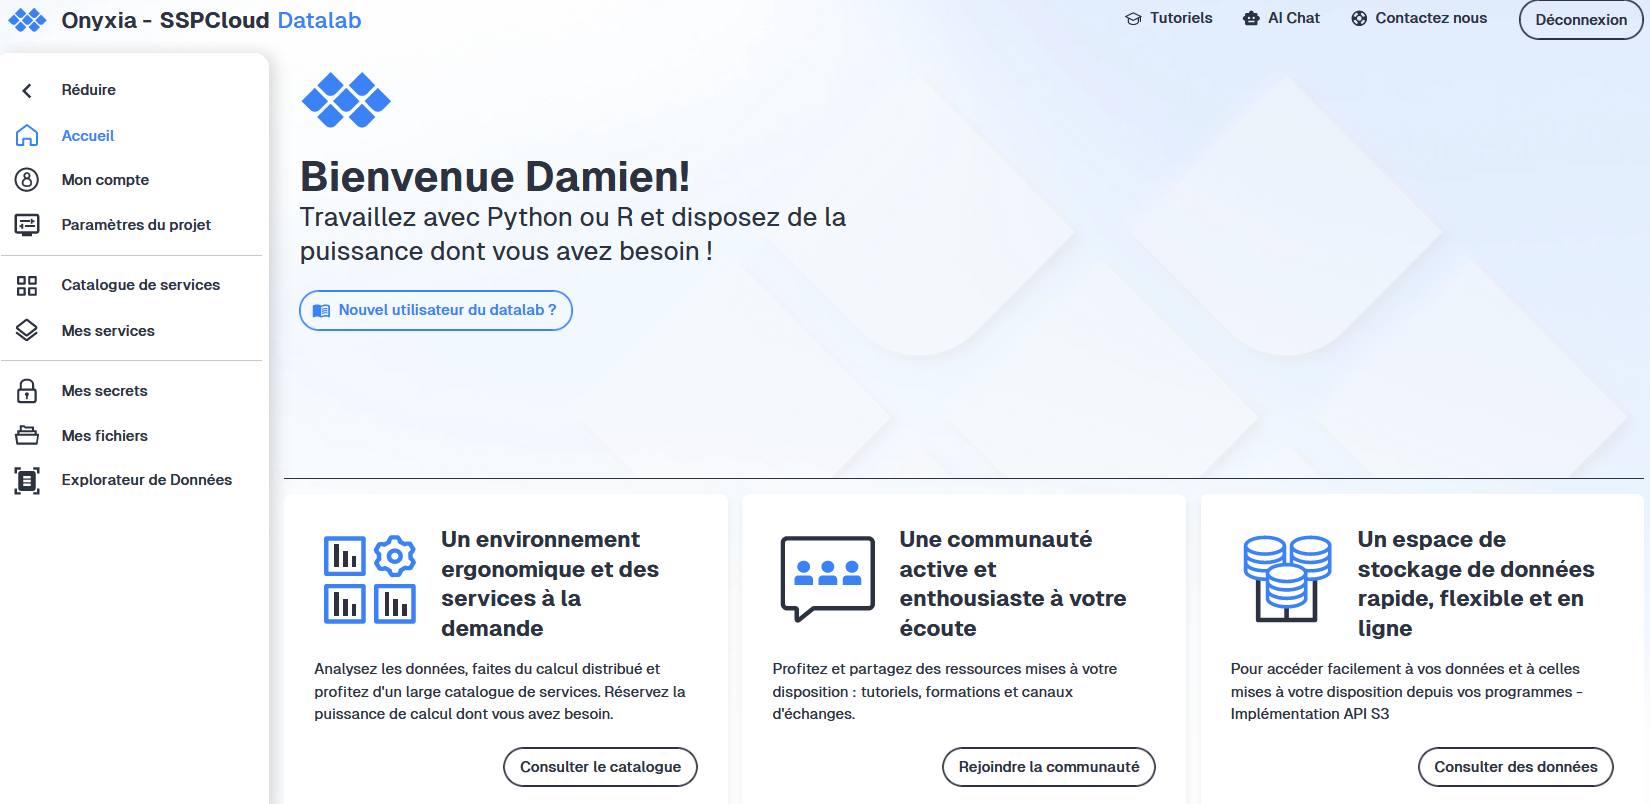 Onyxia - SSPCloud Datalab
Tutoriels
AI Chat
Contactez nous
Déconnexion
Réduire
Accueil
Mon compte
Paramètres du projet
Catalogue de services
Mes services
Mes secrets
Mes fichiers
Explorateur de Données
Bienvenue Damien!
Travaillez avec Python ou R et disposez de la
puissance dont vous avez besoin !
Nouvel utilisateur du datalab ?
Un environnement
ergonomique et des
services à la
demande
Analysez les données, faites du calcul distribué et
profitez d'un large catalogue de services. Réservez la
puissance de calcul dont vous avez besoin.
Consulter le catalogue
Une communauté
active et
enthousiaste à votre
écoute
Profitez et partagez des ressources mises à votre
disposition : tutoriels, formations et canaux
d'échanges.
Rejoindre la communauté
Un espace de
stockage de données
rapide, flexible et en
ligne
Pour accéder facilement à vos données et à celles
mises à votre disposition depuis vos programmes -
Implémentation API S3
Consulter des données